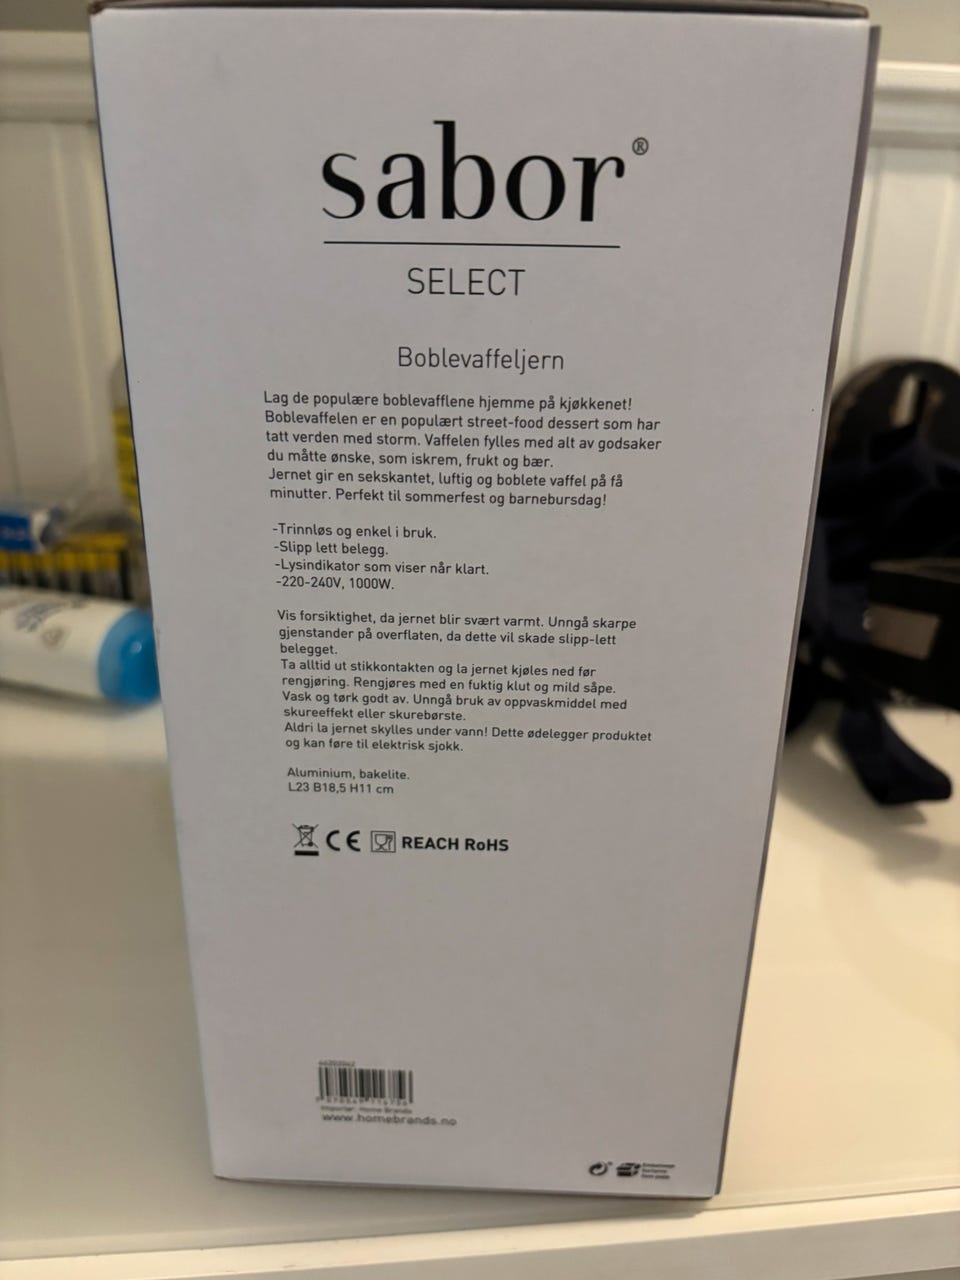 sabor®
SELECT
Boblevaffeljern
Lag de populære boblevafflene hjemme på kjøkkenet!
Boblevaffelen er en populært street-food dessert som har
tatt verden med storm. Vaffelen fylles med alt av godsaker
du måtte ønske, som iskrem, frukt og bær.
Jernet gir en sekskantet, luftig og boblete vaffel på få
minutter. Perfekt til sommerfest og barnebursdag!
-Trinnløs og enkel i bruk.
-Slipp lett belegg.
-Lysindikator som viser når klart.
-220-240V, 1000W.
Vis forsiktighet, da jernet blir svært varmt. Unngå skarpe
gjenstander på overflaten, da dette vil skade slipp-lett
belegget.
Ta alltid ut stikkontakten og la jernet kjøles ned før
rengjøring. Rengjøres med en fuktig klut og mild såpe.
Vask og tørk godt av. Unngå bruk av oppvaskmiddel med
skureeffekt eller skurebørste.
Aldri la jernet skylles under vann! Dette ødelegger produktet
og kan føre til elektrisk sjokk.
Aluminium, bakelite.
L23 B18,5 H11 cm
CE REACH RoHS
Importør: Home Brands
www.homebrands.no